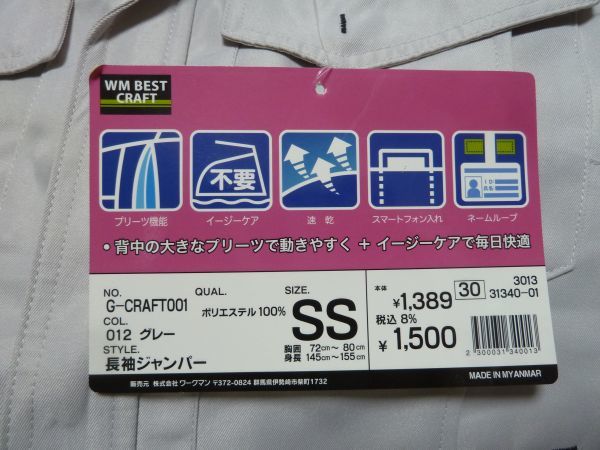 WM BEST
CRAFT
不要
プリーツ機能
イージーケア
速 乾
スマートフォン入れ
ネームループ
• 背中の大きなプリーツで動きやすく + イージーケアで毎日快適
NO.
G-CRAFT001
COL.
012 グレー
STYLE.
長袖ジャンパー
QUAL.
ポリエステル100%
SIZE.
SS
胸囲 72cm〜 80cm
身長 145cm〜155cm
本体
¥1,389
30
3013
31340-01
税込 8%
¥ 1,500
2 300031 340013
販売元 株式会社 ワークマン 〒372-0824 群馬県伊勢崎市柴町1732
MADE IN MYANMAR